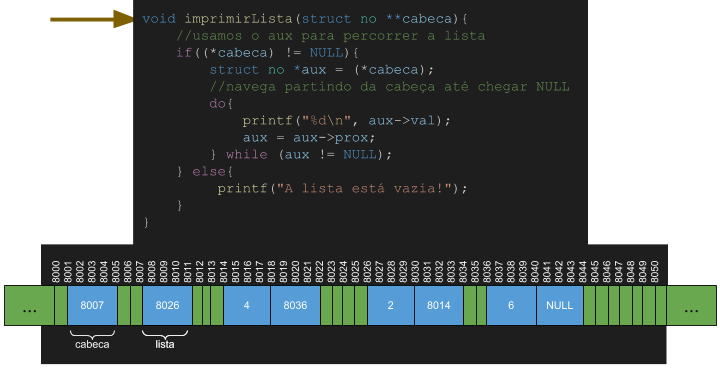 void imprimirLista(struct no **cabeca){
//usamos o aux para percorrer a lista
if((*cabeca) != NULL){
struct no *aux = (*cabeca);
//navega partindo da cabeça até chegar NULL
do{
printf("%d\n", aux->val);
aux = aux->prox;
} while (aux != NULL);
} else{
printf("A lista está vazia!");
}
}
8000 8001 8002 8003 8004 8005 8006 8007 8008 8009 8010 8011 8012 8013 8014 8015 8016 8017 8018 8019 8020 8021 8022 8023 8024 8025 8026 8027 8028 8029 8030 8031 8032 8033 8034 8035 8036 8037 8038 8039 8040 8041 8042 8043 8044 8045 8046 8047 8048 8049 8050
... 8007 8026 4 8036 2 8014 6 NULL ...
cabeca lista